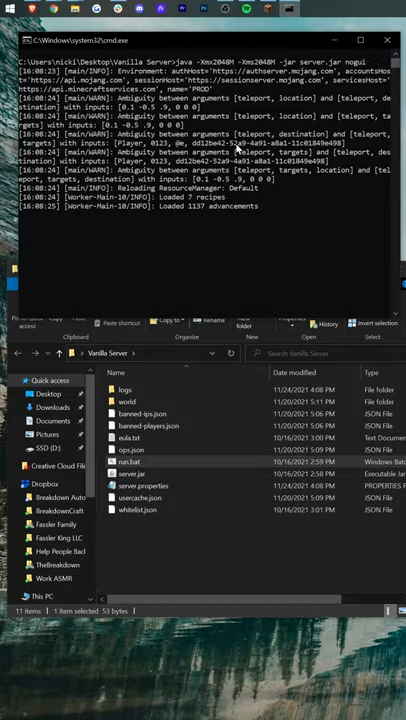 C:\Windows\system32\cmd.exe
C:\Users\nicki\Desktop\Vanilla Server>java -Xmx2048M -Xms2048M -jar server.jar nogui
[16:08:23] [main/INFO]: Environment: authHost='https://authserver.mojang.com', accountsHos
t='https://api.mojang.com', sessionHost='https://sessionserver.mojang.com', servicesHost='
https://api.minecraftservices.com', name='PROD'
[16:08:24] [main/WARN]: Ambiguity between arguments [teleport, location] and [teleport, de
stination] with inputs: [0.1 -0.5 .9, 0 0 0]
[16:08:24] [main/WARN]: Ambiguity between arguments [teleport, location] and [teleport, ta
rgets] with inputs: [0.1 -0.5 .9, 0 0 0]
[16:08:24] [main/WARN]: Ambiguity between arguments [teleport, destination] and [teleport,
 targets] with inputs: [Player, 0123, @e, dd12be42-52a9-4a91-a8a1-11c01849e498]
[16:08:24] [main/WARN]: Ambiguity between arguments [teleport, targets] and [teleport, des
tination] with inputs: [Player, 0123, dd12be42-52a9-4a91-a8a1-11c01849e498]
[16:08:24] [main/WARN]: Ambiguity between arguments [teleport, targets, location] and [tel
eport, targets, destination] with inputs: [0.1 -0.5 .9, 0 0 0]
[16:08:24] [main/INFO]: Reloading ResourceManager: Default
[16:08:25] [Worker-Main-10/INFO]: Loaded 7 recipes
[16:08:25] [Worker-Main-10/INFO]: Loaded 1137 advancements
Copy to
Rename
Properties
Paste shortcut
New
folder
History
Invert selection
Clipboard
Organize
New
Open
Select
Vanilla Server
Search Vanilla Server
Name
Date modified
Type
Quick access
Desktop
Downloads
Documents
Pictures
SSD (D:)
Creative Cloud File
Dropbox
Breakdown Auto
BreakdownCraft
Fassler Family
Fassler King LLC
Help People Back
TheBreakdown
Work ASMR
This PC
logs 11/24/2021 4:08 PM File folder
world 11/20/2021 5:11 PM File folder
banned-ips.json 11/20/2021 5:09 PM JSON File
banned-players.json 11/20/2021 5:09 PM JSON File
eula.txt 10/16/2021 3:00 PM Text Documen
ops.json 11/20/2021 5:09 PM JSON File
run.bat 10/16/2021 2:59 PM Windows Batc
server.jar 10/16/2021 2:58 PM Executable Jar
server.properties 11/24/2021 4:08 PM PROPERTIES F
usercache.json 11/20/2021 5:09 PM JSON File
whitelist.json 10/16/2021 3:01 PM JSON File
11 items
1 item selected 53 bytes